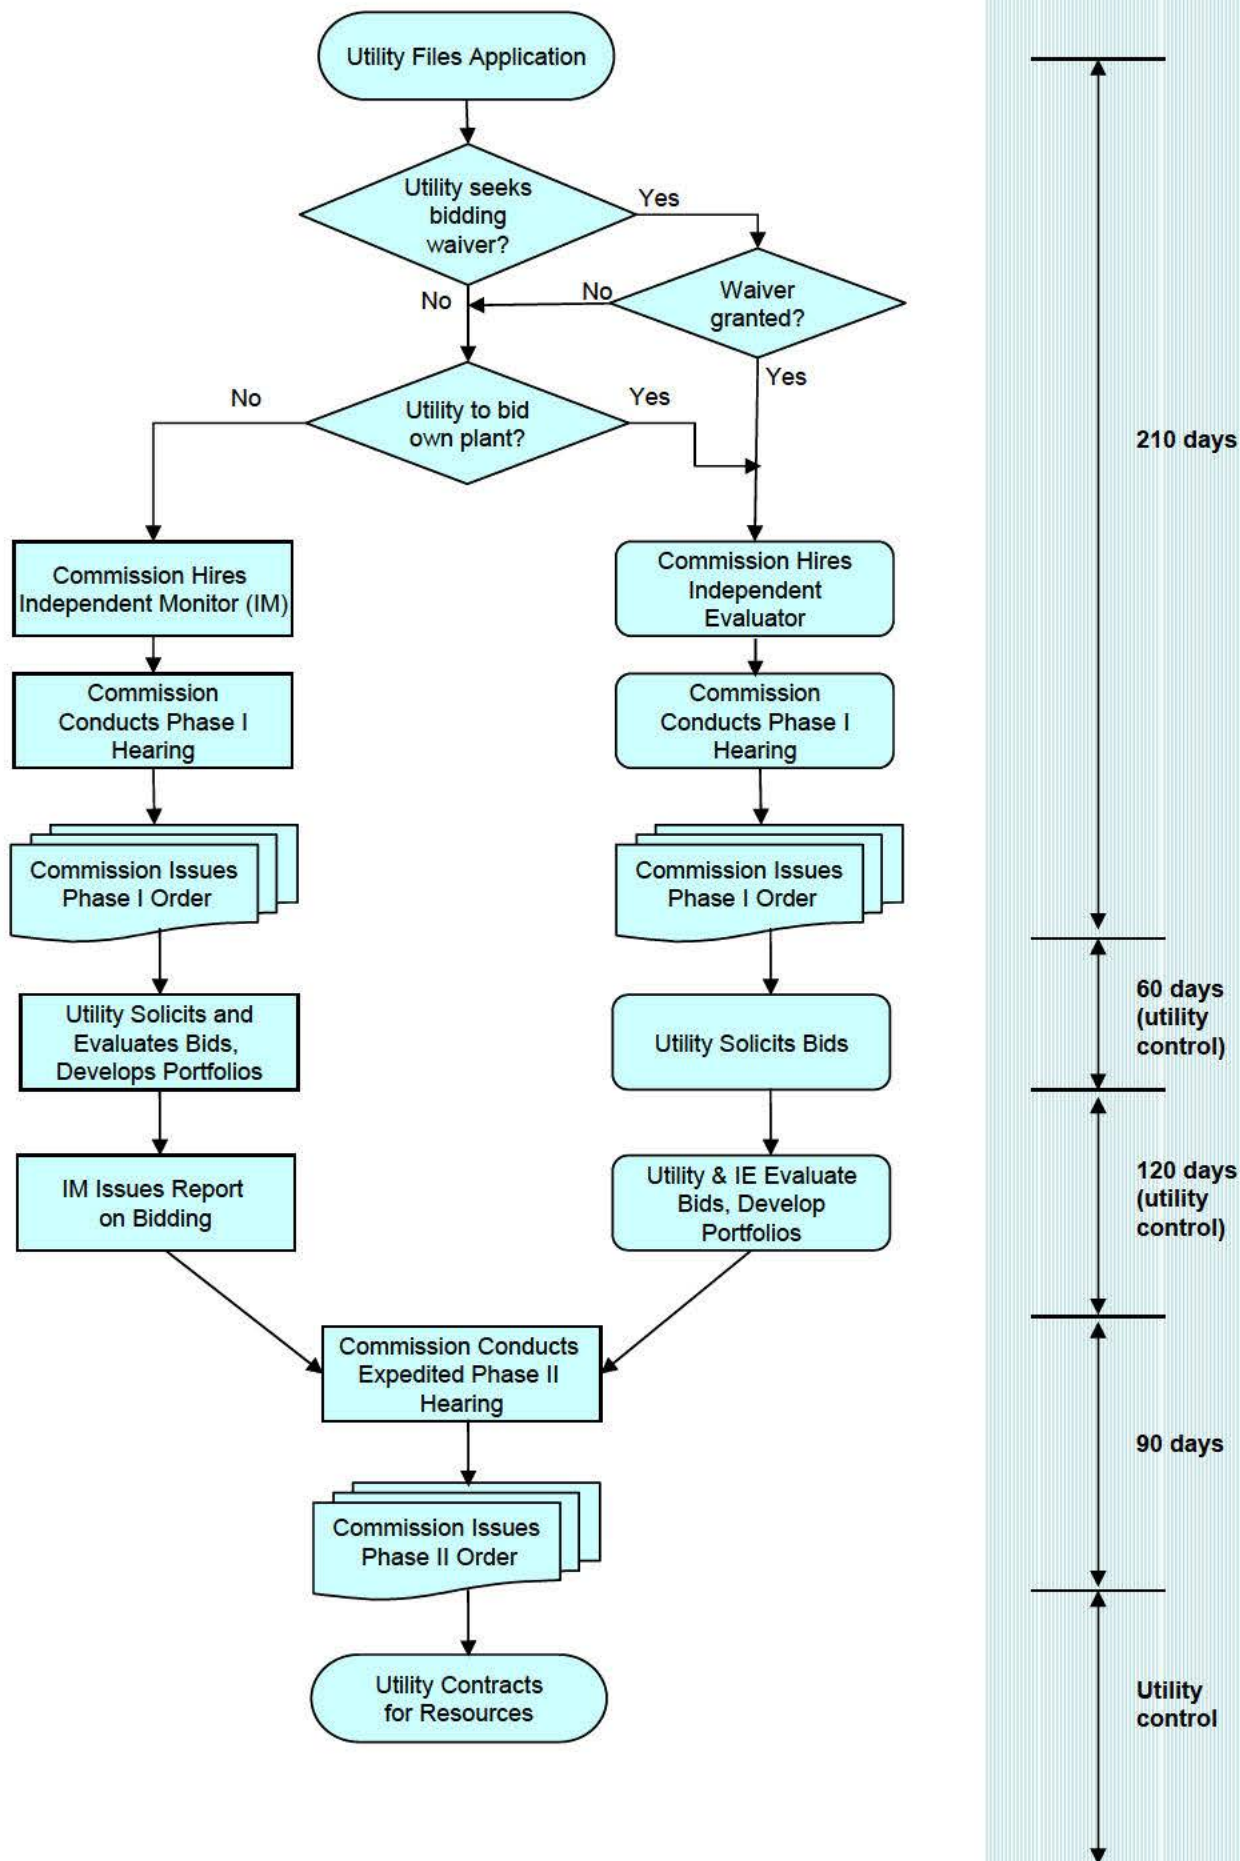 Utility Files Application
Utility seeks
bidding
waiver?
Yes
No
No
Waiver
granted?
Yes
No
Utility to bid
own plant?
Yes
210 days
Commission Hires
Independent Monitor (IM)
Commission Hires
Independent
Evaluator
Commission
Conducts Phase I
Hearing
Commission
Conducts Phase I
Hearing
Commission Issues
Phase I Order
Commission Issues
Phase I Order
Utility Solicits and
Evaluates Bids,
Develops Portfolios
Utility Solicits Bids
60 days
(utility
control)
IM Issues Report
on Bidding
Utility & IE Evaluate
Bids, Develop
Portfolios
120 days
(utility
control)
Commission Conducts
Expedited Phase II
Hearing
90 days
Commission Issues
Phase II Order
Utility Contracts
for Resources
Utility
control